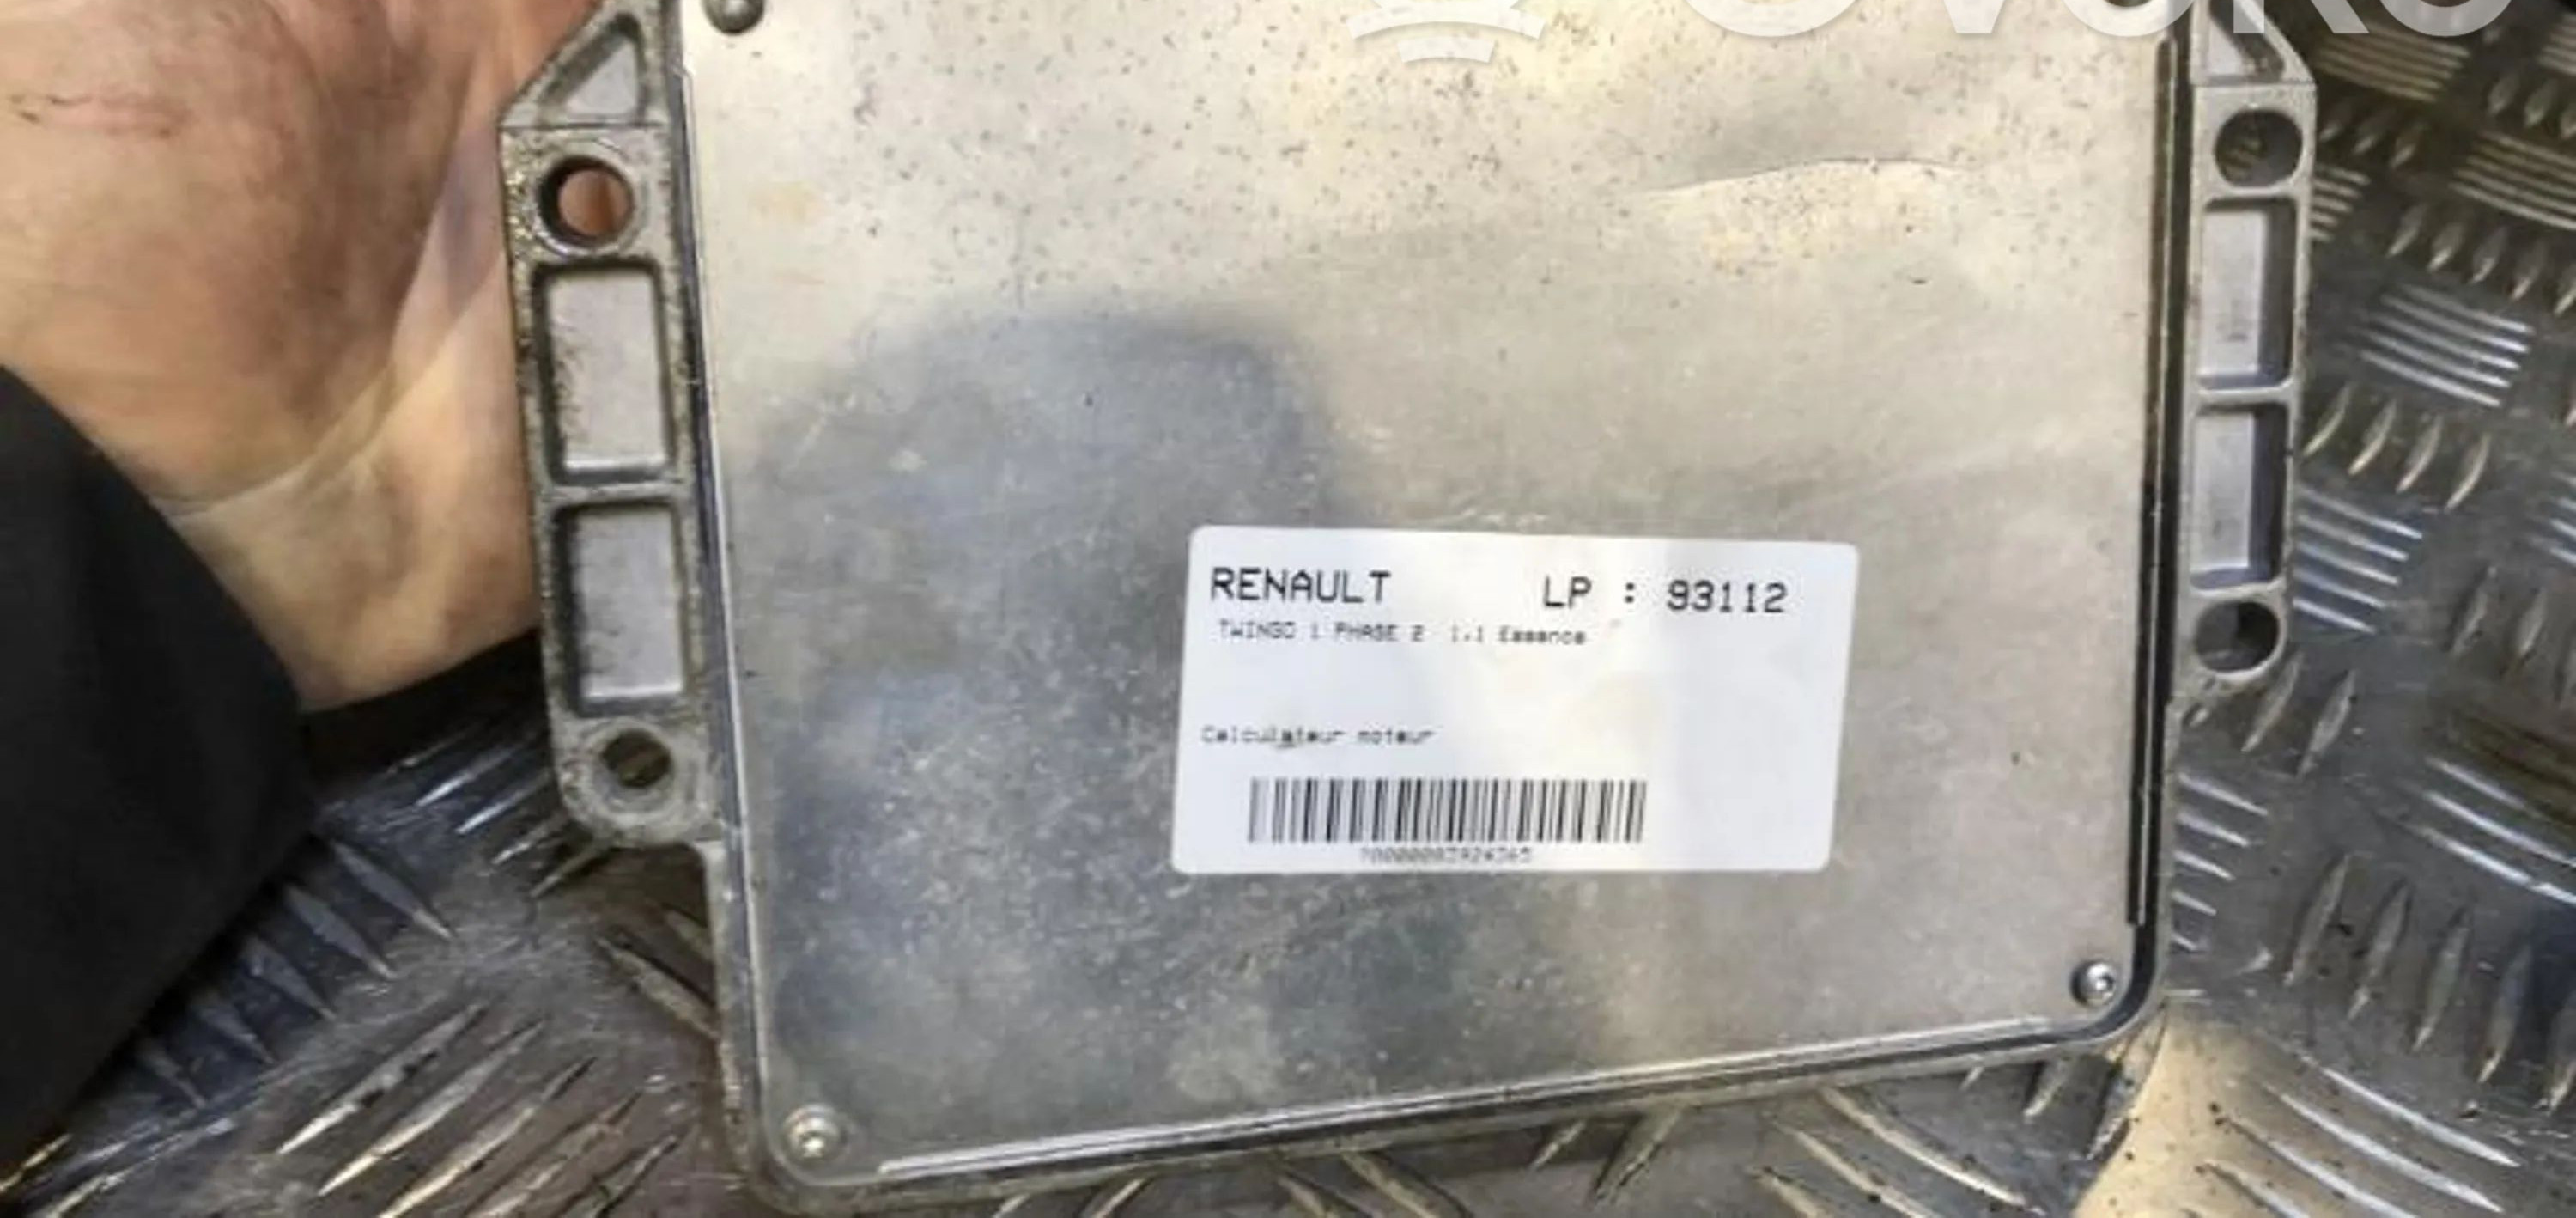 RENAULT LP : 93112
TWINGO 1 PHASE 2 1.1 Essence
Calculateur moteur